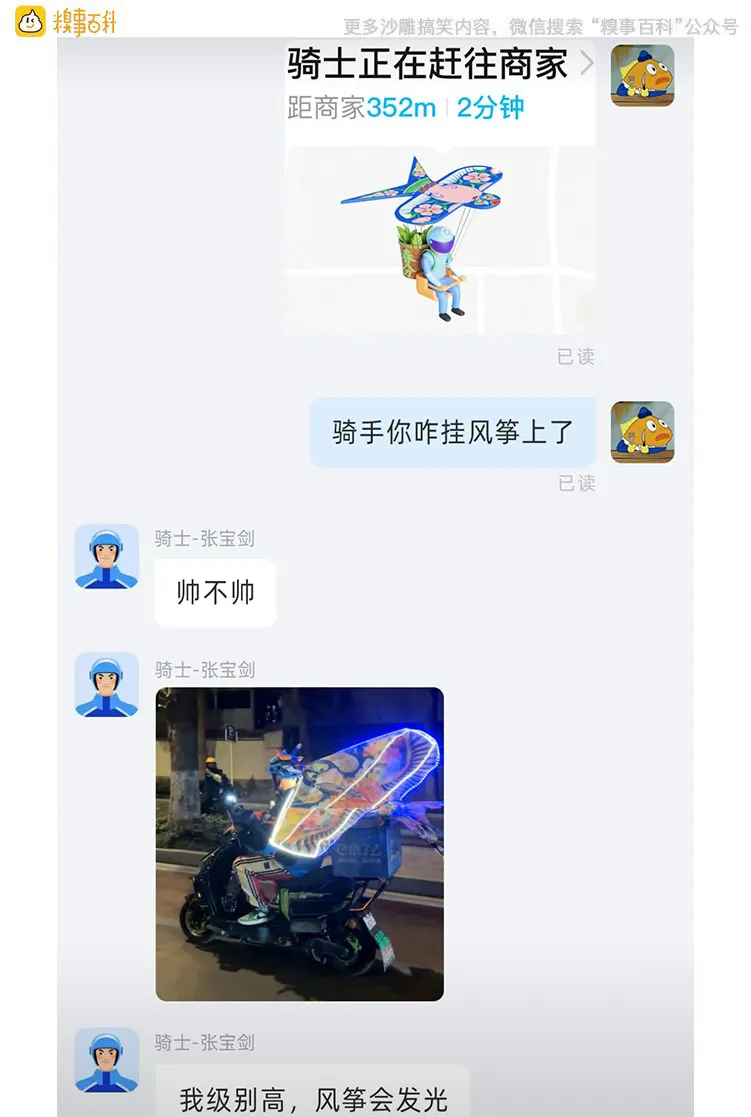 糗事百科
更多沙雕搞笑内容，微信搜索“糗事百科”公众号
骑士正在赶往商家
距商家352m | 2分钟
已读
骑手你咋挂风筝上了
已读
骑士-张宝剑
帅不帅
骑士-张宝剑
骑士-张宝剑
我级别高，风筝会发光